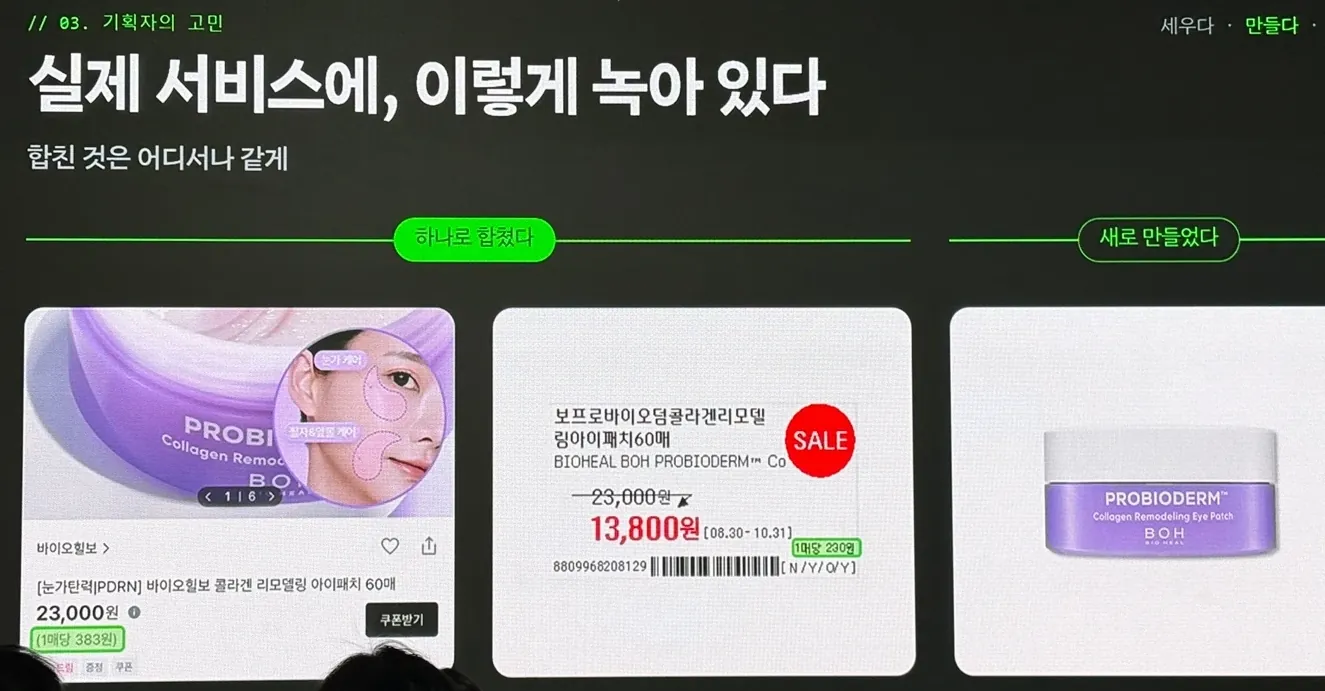 // 03. 기획자의 고민
세우다 · 만들다 ·
실제 서비스에, 이렇게 녹아 있다
합친 것은 어디서나 같게
하나로 합쳤다
새로 만들었다
눈가 케어
PROBI
Collagen Remod
BO
< 1 | 6 >
바이오힐보 >
[눈가탄력|PDRN] 바이오힐보 콜라겐 리모델링 아이패치 60매
23,000원
쿠폰받기
(1매당 383원)
증정 쿠폰
보프로바이오덤콜라겐리모델
링아이패치60매
BIOHEAL BOH PROBIODERM™ Co
SALE
23,000원
13,800원 [08.30- 10.31]
1매당 230원
8809968208129 [N/Y/O/Y]
PROBIODERM™
Collagen Remodeling Eye Patch
BOH
BIO HEAL